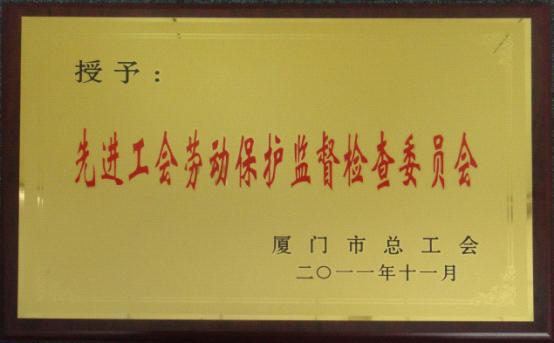 授予：
先进工会劳动保护监督检查委员会
厦门市总工会
二〇一一年十一月